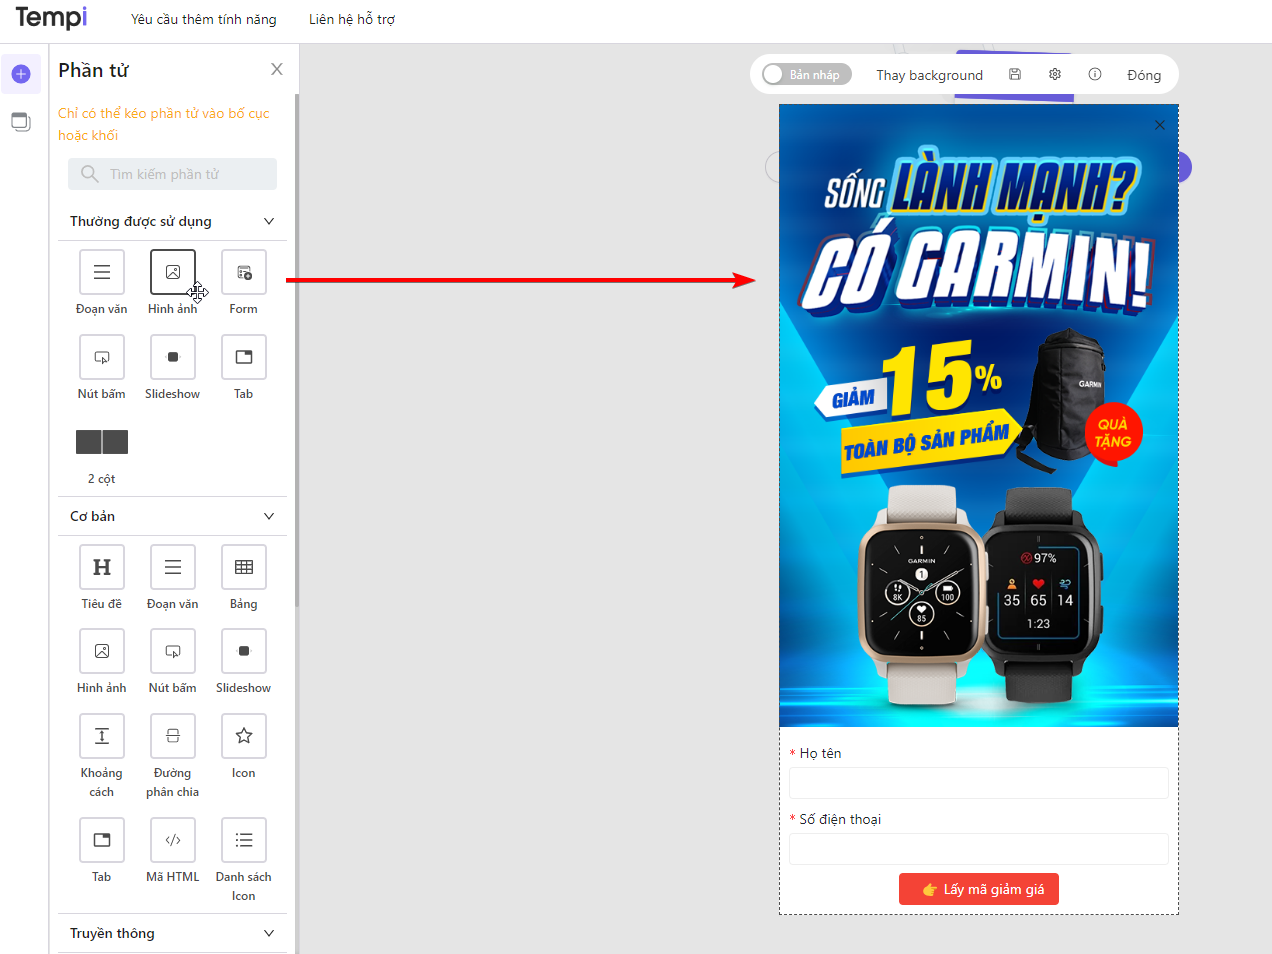 Tempi
Yêu cầu thêm tính năng
Liên hệ hỗ trợ
Phần tử
Chỉ có thể kéo phần tử vào bố cục
hoặc khối
Tìm kiếm phần tử
Thường được sử dụng
Đoạn văn
Hình ảnh
Form
Nút bấm
Slideshow
Tab
2 cột
Cơ bản
Tiêu đề
Đoạn văn
Bảng
Hình ảnh
Nút bấm
Slideshow
Khoảng
cách
Đường
phân chia
Icon
Tab
Mã HTML
Danh sách
Icon
Truyền thông
Bản nháp
Thay background
Đóng
SỐNG LÀNH MẠNH?
CÓ GARMIN!
GIẢM 15%
TOÀN BỘ SẢN PHẨM
GARMIN
QUÀ
TẶNG
GARMIN
1
8K
100
85
97%
35 65 14
1:23
* Họ tên
* Số điện thoại
👉 Lấy mã giảm giá